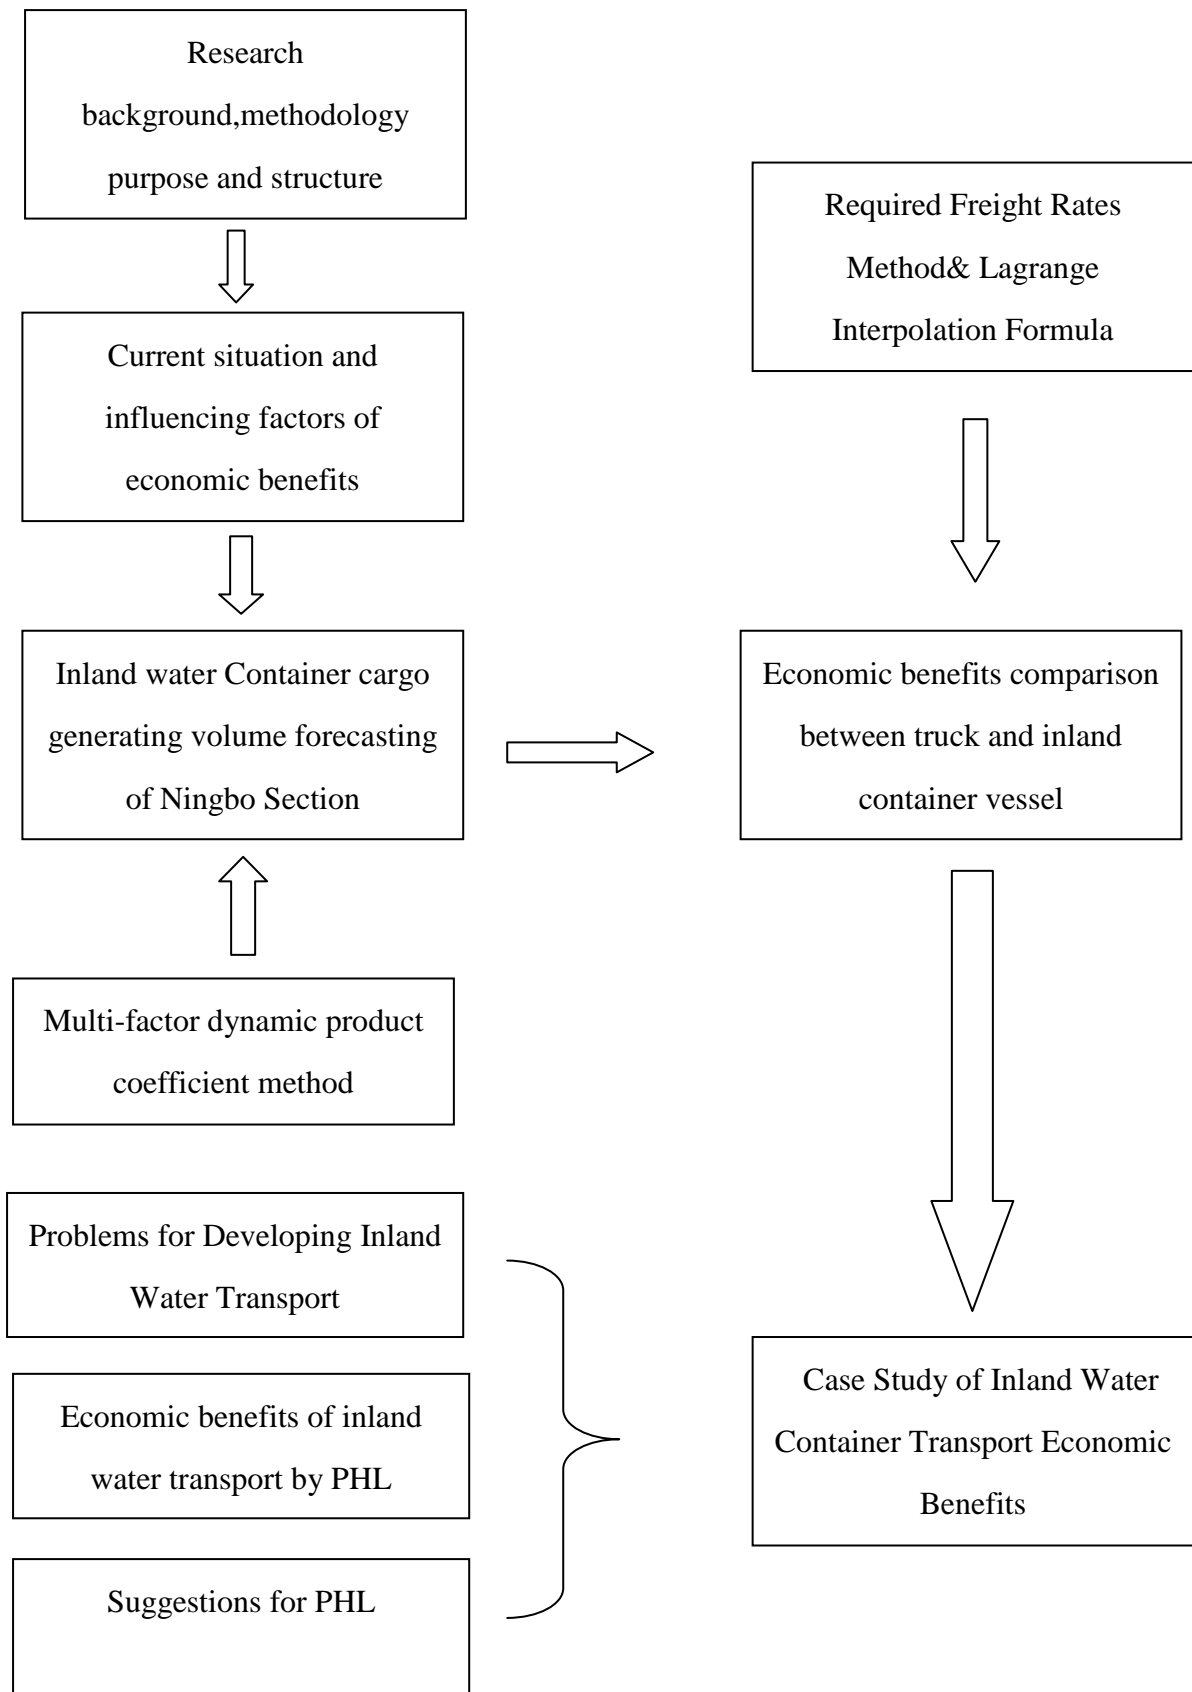 Research
background,methodology
purpose and structure
Required Freight Rates
Method& Lagrange
Interpolation Formula
Current situation and
influencing factors of
economic benefits
Inland water Container cargo
generating volume forecasting
of Ningbo Section
Economic benefits comparison
between truck and inland
container vessel
Multi-factor dynamic product
coefficient method
Problems for Developing Inland
Water Transport
Economic benefits of inland
water transport by PHL
Suggestions for PHL
Case Study of Inland Water
Container Transport Economic
Benefits